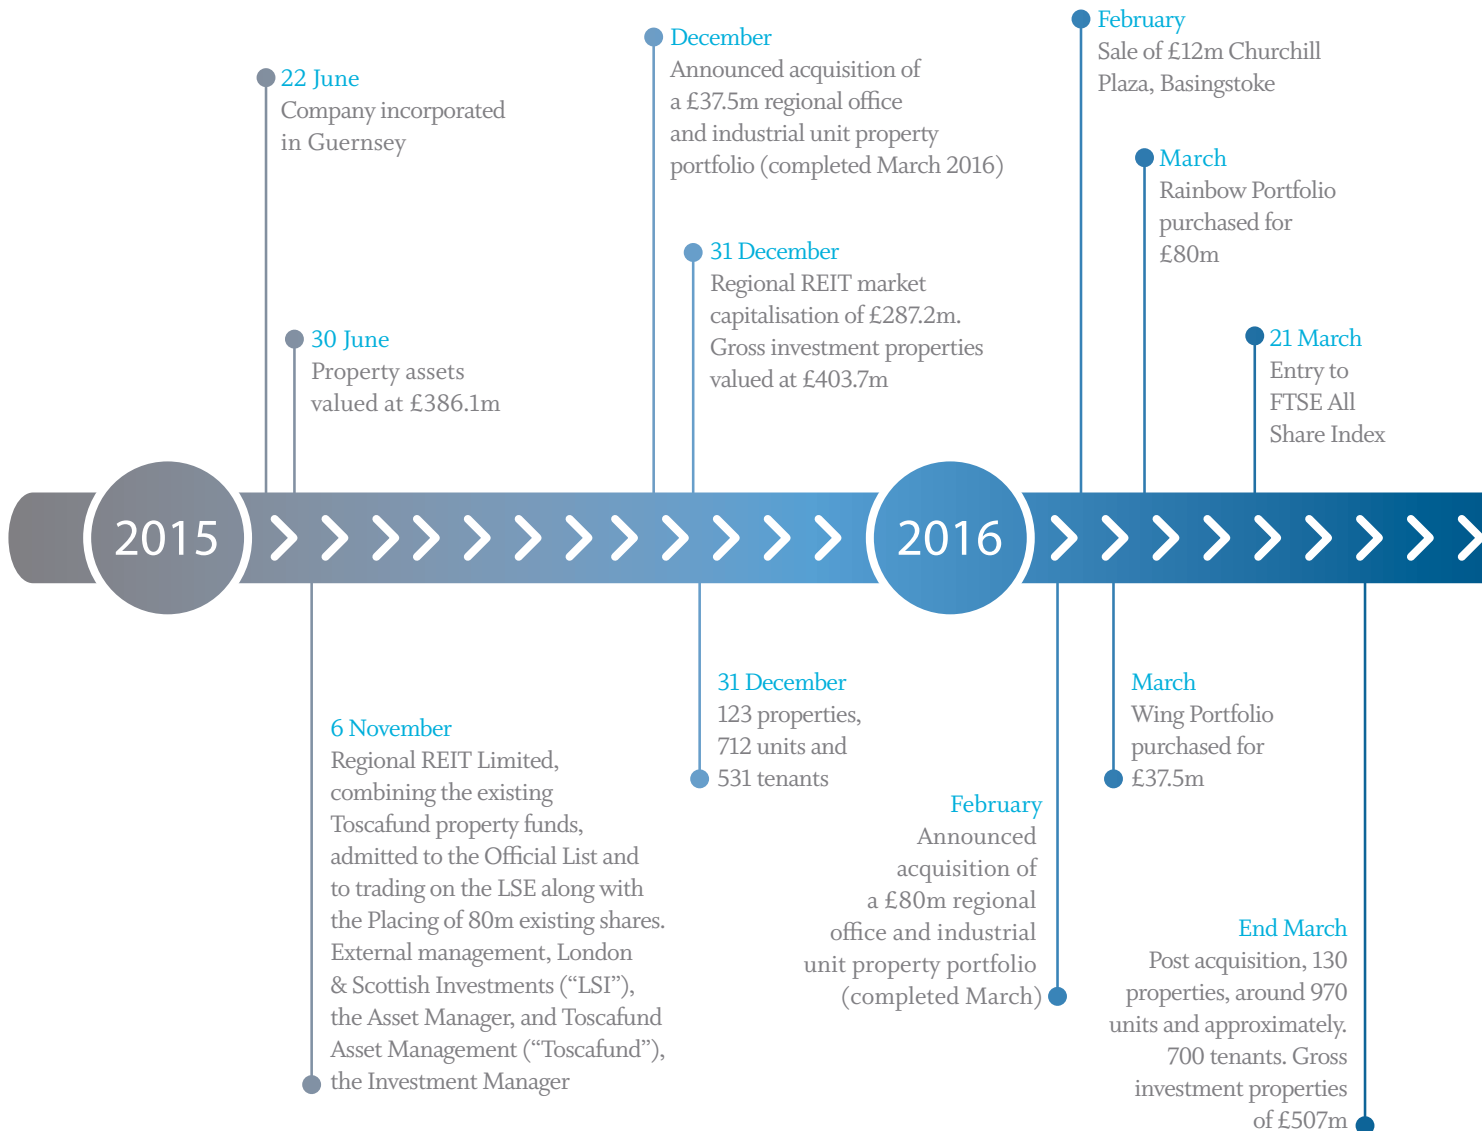 22 June
Company incorporated
in Guernsey
30 June
Property assets
valued at £386.1m
December
Announced acquisition of
a £37.5m regional office
and industrial unit property
portfolio (completed March 2016)
31 December
Regional REIT market
capitalisation of £287.2m.
Gross investment properties
valued at £403.7m
February
Sale of £12m Churchill
Plaza, Basingstoke
March
Rainbow Portfolio
purchased for
£80m
21 March
Entry to
FTSE All
Share Index
2015
2016
6 November
Regional REIT Limited,
combining the existing
Toscafund property funds,
admitted to the Official List and
to trading on the LSE along with
the Placing of 80m existing shares.
External management, London
& Scottish Investments (“LSI”),
the Asset Manager, and Toscafund
Asset Management (“Toscafund”),
the Investment Manager
31 December
123 properties,
712 units and
531 tenants
February
Announced
acquisition of
a £80m regional
office and industrial
unit property portfolio
(completed March)
March
Wing Portfolio
purchased for
£37.5m
End March
Post acquisition, 130
properties, around 970
units and approximately.
700 tenants. Gross
investment properties
of £507m